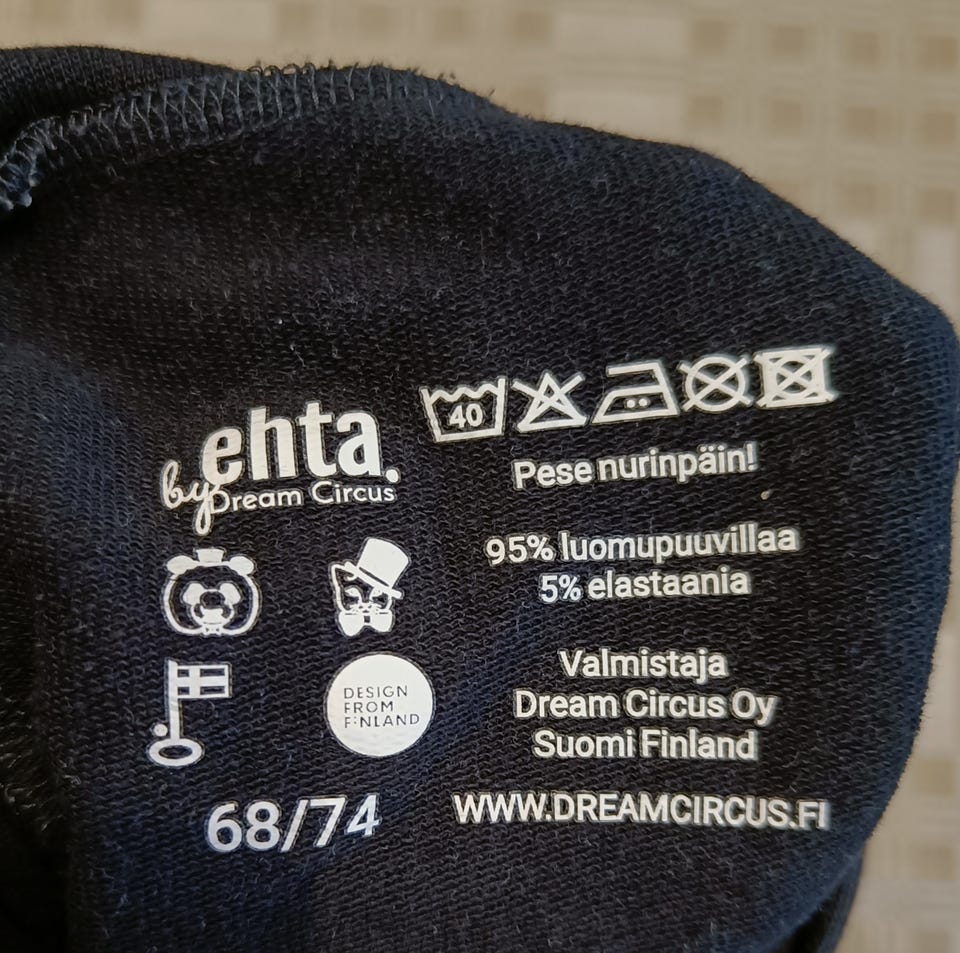 ehta.
by Dream Circus
DESIGN
FROM
FINLAND
68/74
40
Pese nurinpäin!
95% luomupuuvillaa
5% elastaania
Valmistaja
Dream Circus Oy
Suomi Finland
WWW.DREAMCIRCUS.FI